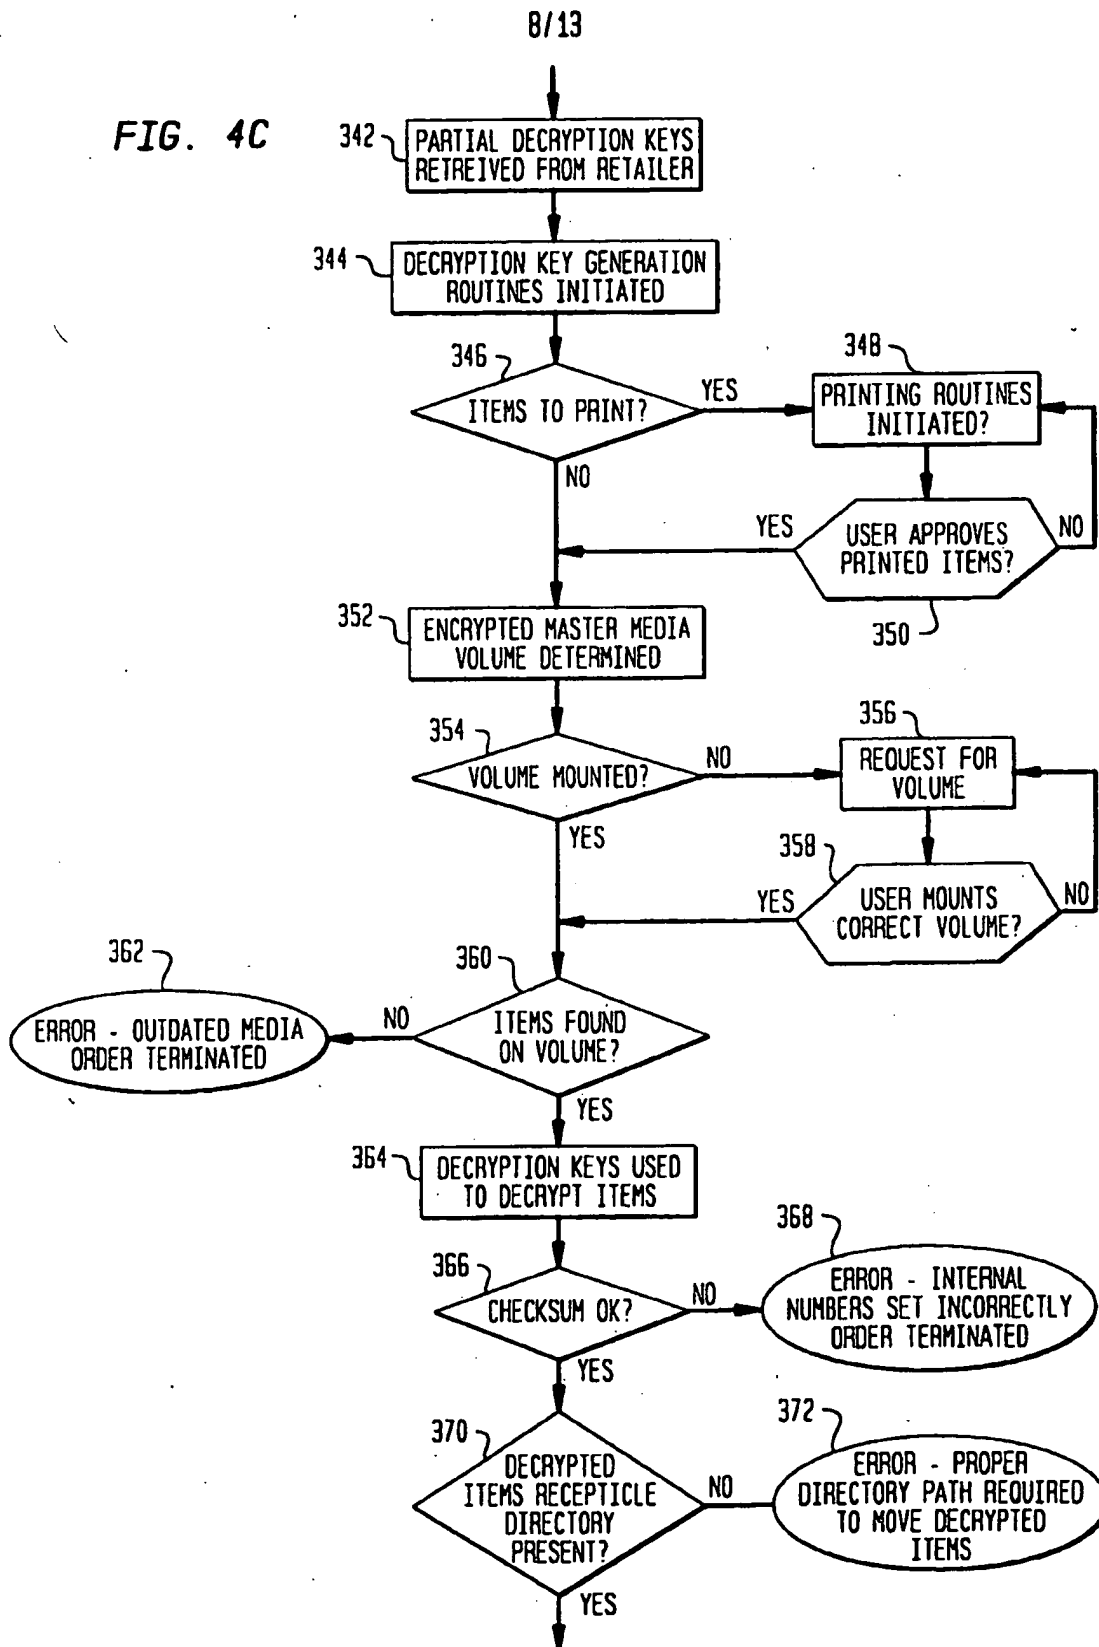 8/13
FIG. 4C
342
PARTIAL DECRYPTION KEYS
RETREIVED FROM RETAILER
344
DECRYPTION KEY GENERATION
ROUTINES INITIATED
346
ITEMS TO PRINT?
YES
NO
348
PRINTING ROUTINES
INITIATED?
YES
USER APPROVES
PRINTED ITEMS?
NO
350
352
ENCRYPTED MASTER MEDIA
VOLUME DETERMINED
354
VOLUME MOUNTED?
NO
YES
356
REQUEST FOR
VOLUME
358
YES
USER MOUNTS
CORRECT VOLUME?
NO
360
ITEMS FOUND
ON VOLUME?
NO
YES
362
ERROR - OUTDATED MEDIA
ORDER TERMINATED
364
DECRYPTION KEYS USED
TO DECRYPT ITEMS
366
CHECKSUM OK?
NO
YES
368
ERROR - INTERNAL
NUMBERS SET INCORRECTLY
ORDER TERMINATED
370
DECRYPTED
ITEMS RECEPTICLE
DIRECTORY
PRESENT?
NO
YES
372
ERROR - PROPER
DIRECTORY PATH REQUIRED
TO MOVE DECRYPTED
ITEMS